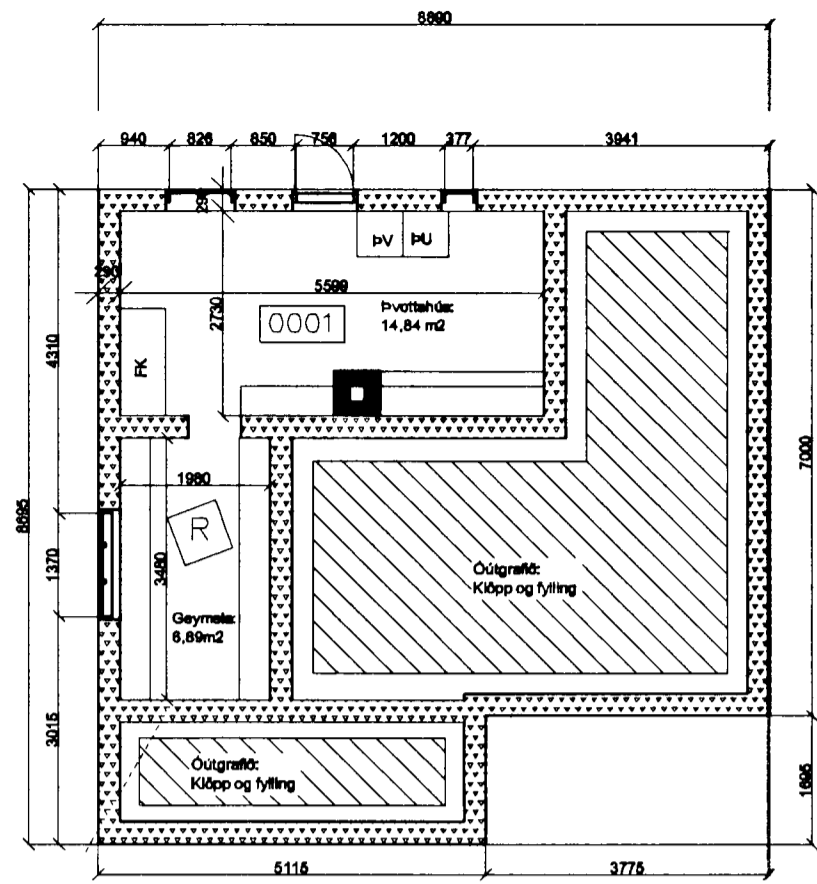 8890
940 826 850 756 1200 377 3941
290
ÞV ÞU
290
5599
2730
Þvottahús:
14,84 m2
0001
4310
FK
7000
8695
1980
R
1370
3480
Óútgrafið:
Klöpp og fylling
Geymsla:
6,89m2
3015
Óútgrafið:
Klöpp og fylling
1695
5115 3775